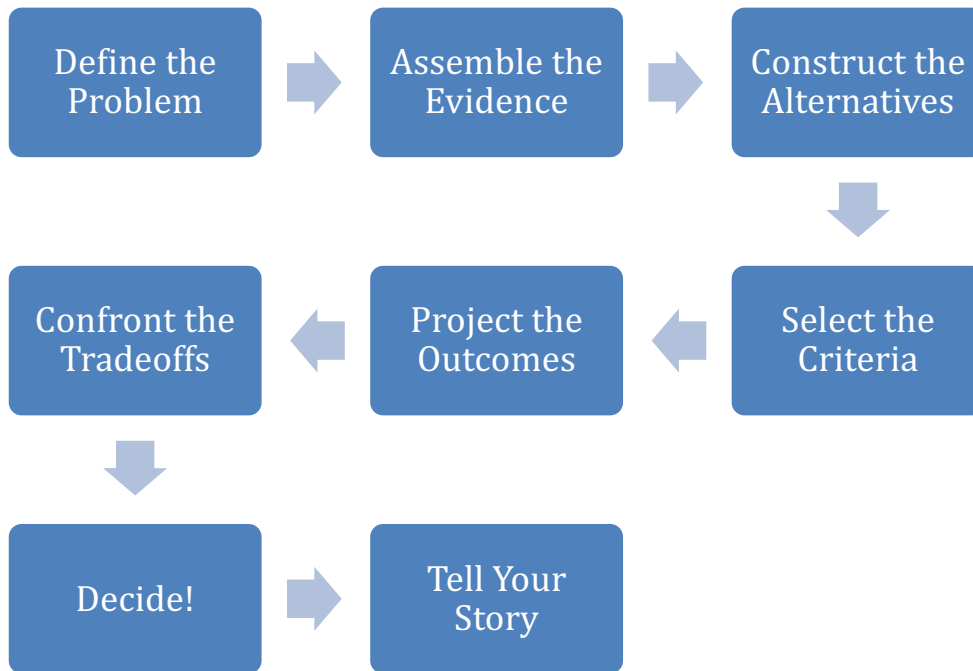 Define the
Problem
Assemble the
Evidence
Construct the
Alternatives
Select the
Criteria
Project the
Outcomes
Confront the
Tradeoffs
Decide!
Tell Your
Story